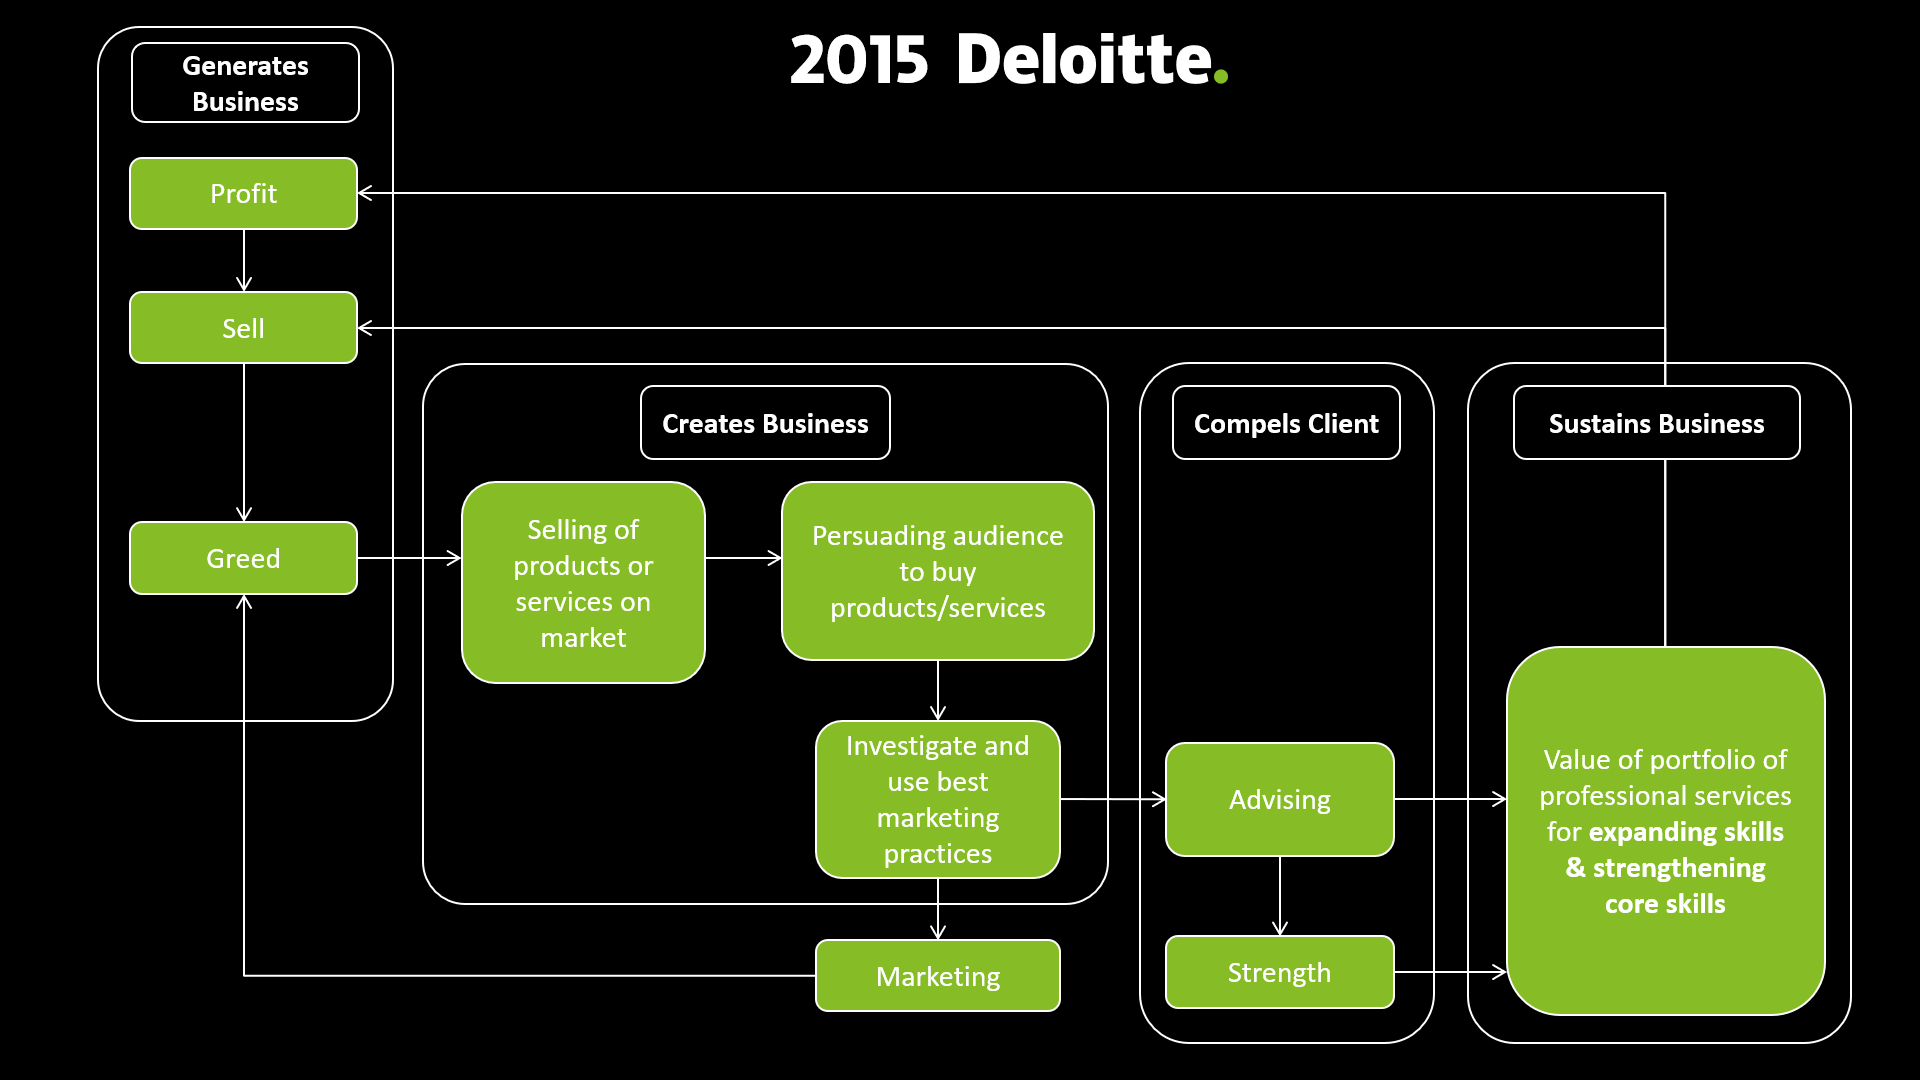 2015 Deloitte.
Generates
Business
Profit
Sell
Greed
Creates Business
Selling of
products or
services on
market
Persuading audience
to buy
products/services
Investigate and
use best
marketing
practices
Marketing
Compels Client
Advising
Strength
Sustains Business
Value of portfolio of
professional services
for expanding skills
& strengthening
core skills